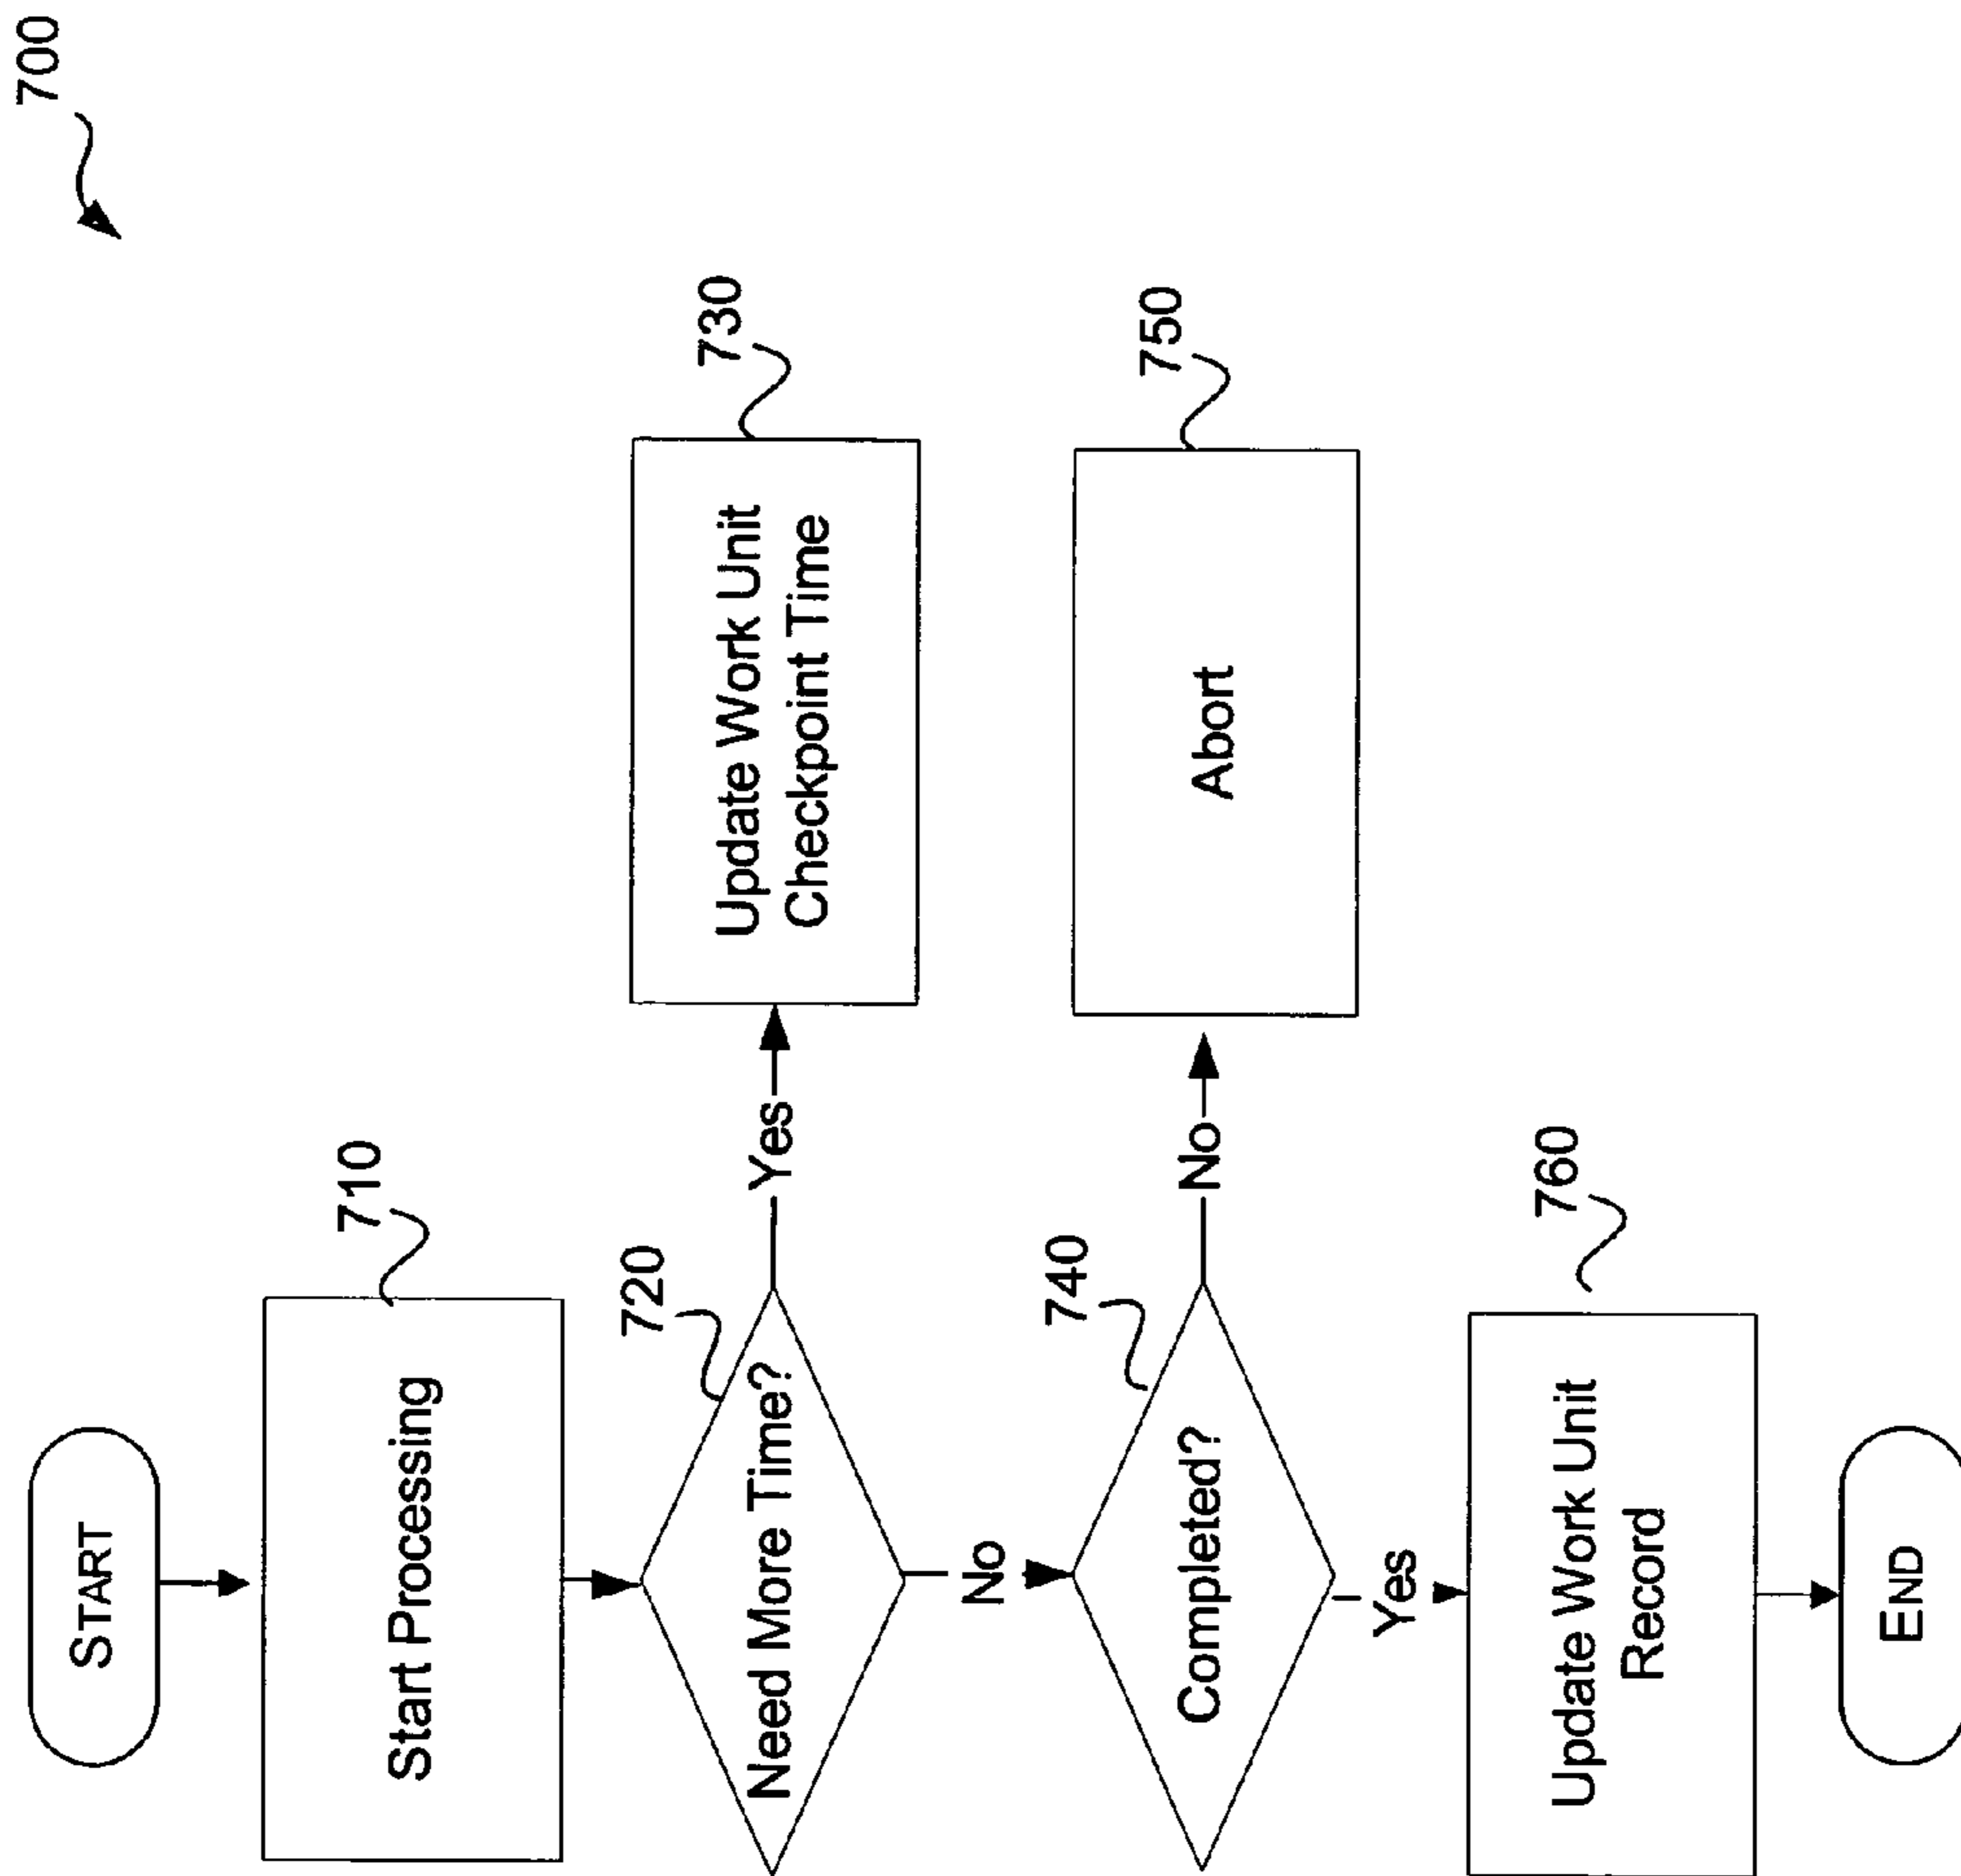 700
START
710
Start Processing
720
Need More Time?
Yes
730
Update Work Unit
Checkpoint Time
No
740
Completed?
No
750
Abort
Yes
760
Update Work Unit
Record
END